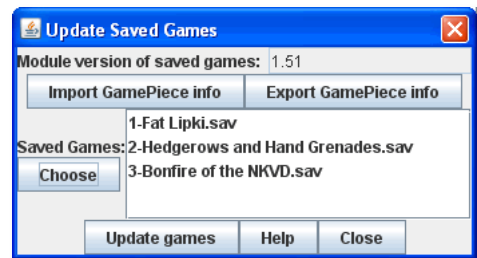 Update Saved Games
Module version of saved games: 1.51
Import GamePiece info Export GamePiece info
1-Fat Lipki.sav
Saved Games: 2-Hedgerows and Hand Grenades.sav
Choose 3-Bonfire of the NKVD.sav
Update games Help Close